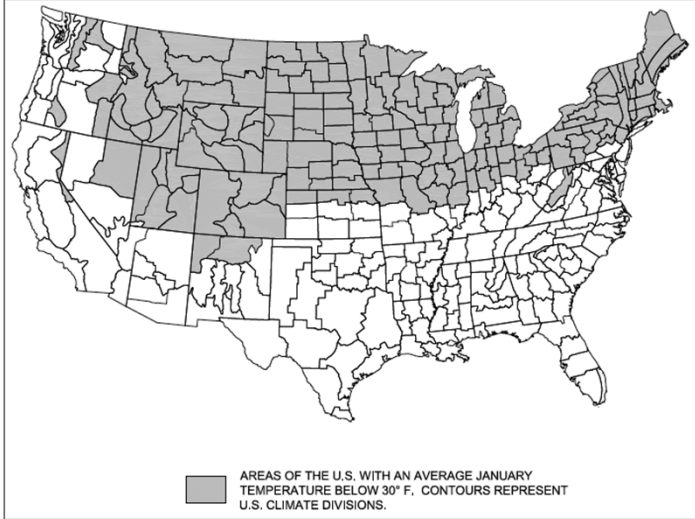 AREAS OF THE U.S. WITH AN AVERAGE JANUARY
TEMPERATURE BELOW 30° F. CONTOURS REPRESENT
U.S. CLIMATE DIVISIONS.